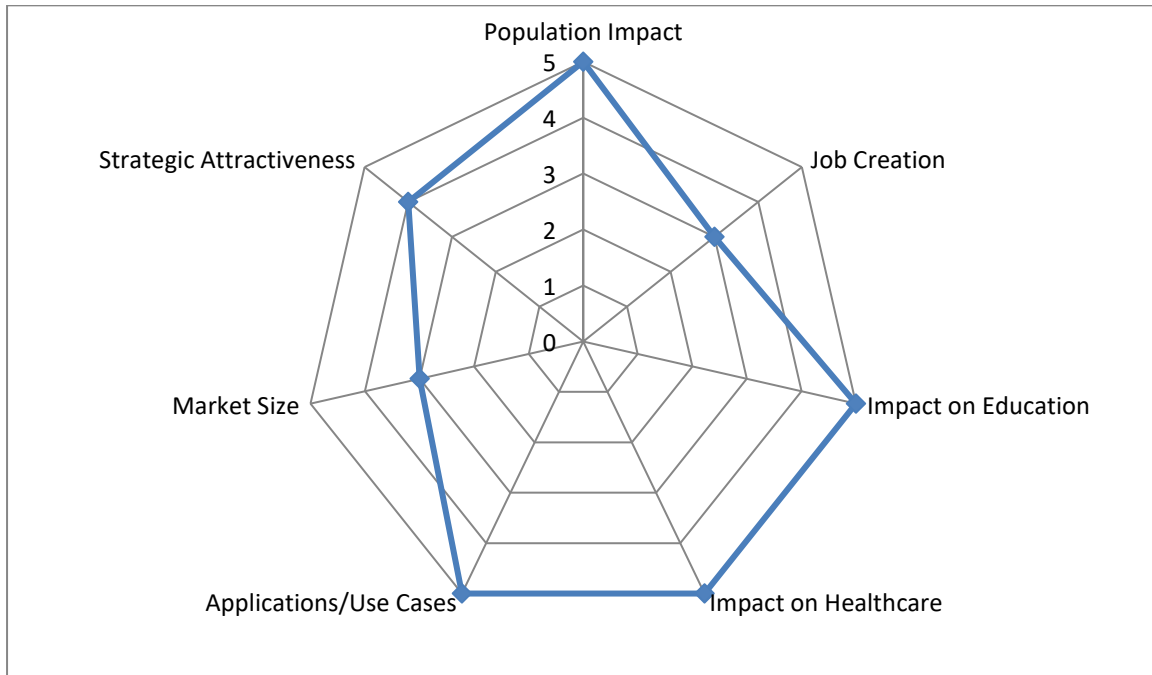 Population Impact
5
Strategic Attractiveness
4
Job Creation
3
2
1
0
Market Size
Impact on Education
Applications/Use Cases
Impact on Healthcare